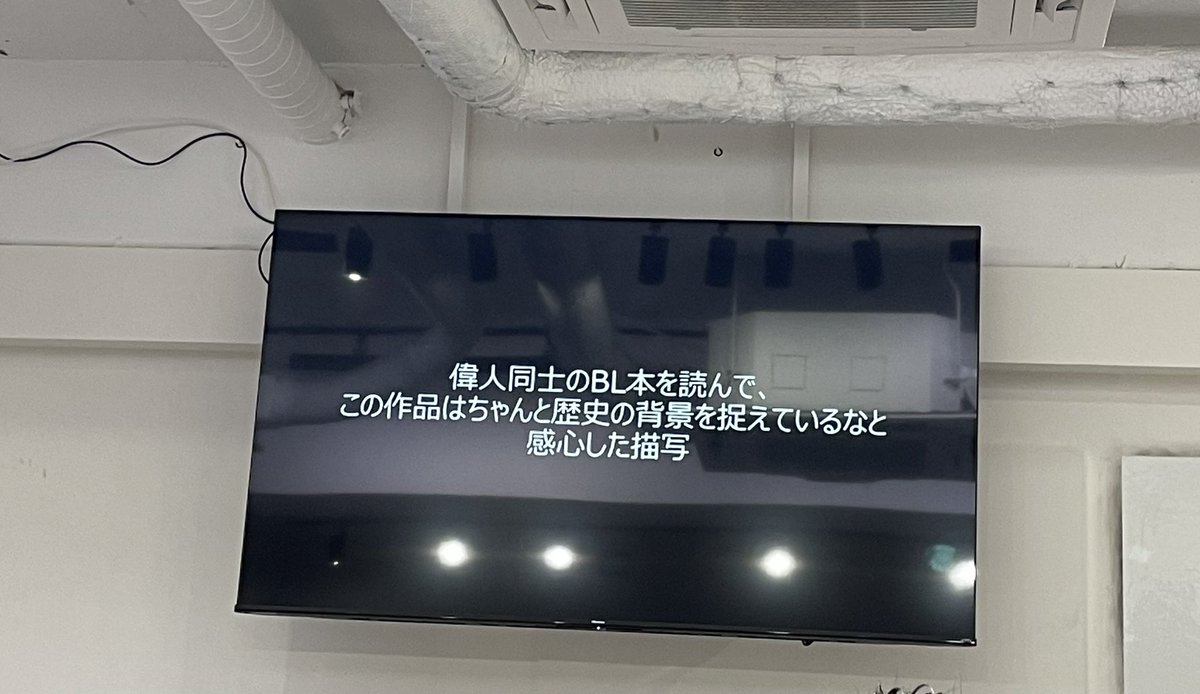 偉人同士のBL本を読んで、
この作品はちゃんと歴史の背景を捉えているなと
感心した描写